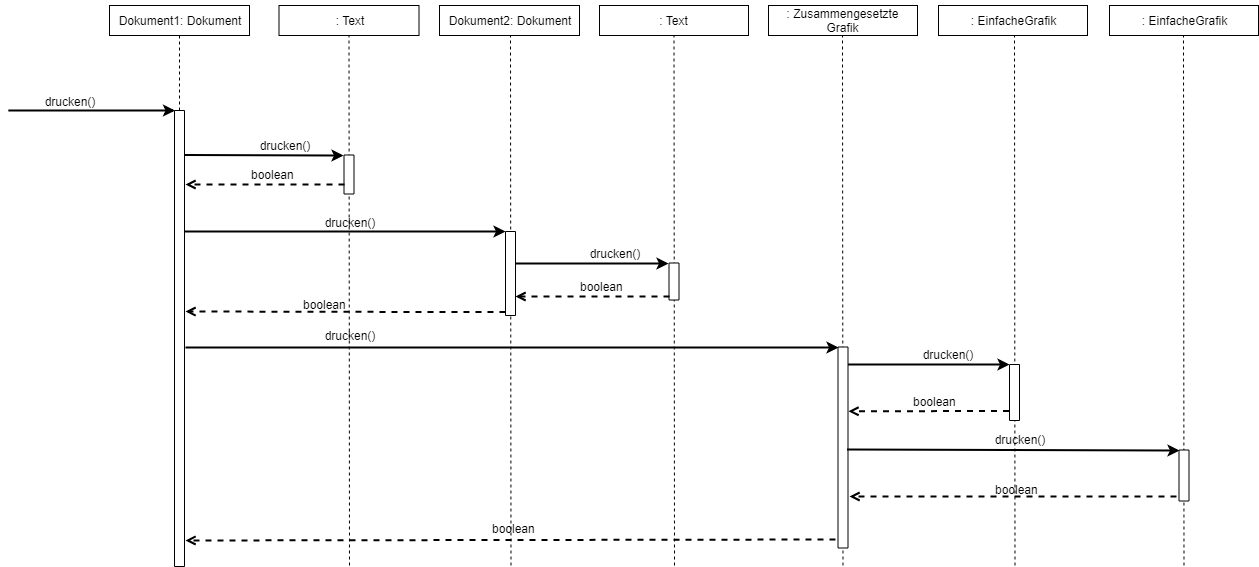 Dokument1: Dokument
: Text
Dokument2: Dokument
: Text
: Zusammengesetzte
Grafik
: EinfacheGrafik
: EinfacheGrafik
drucken()
drucken()
boolean
drucken()
drucken()
boolean
boolean
drucken()
drucken()
boolean
drucken()
boolean
boolean